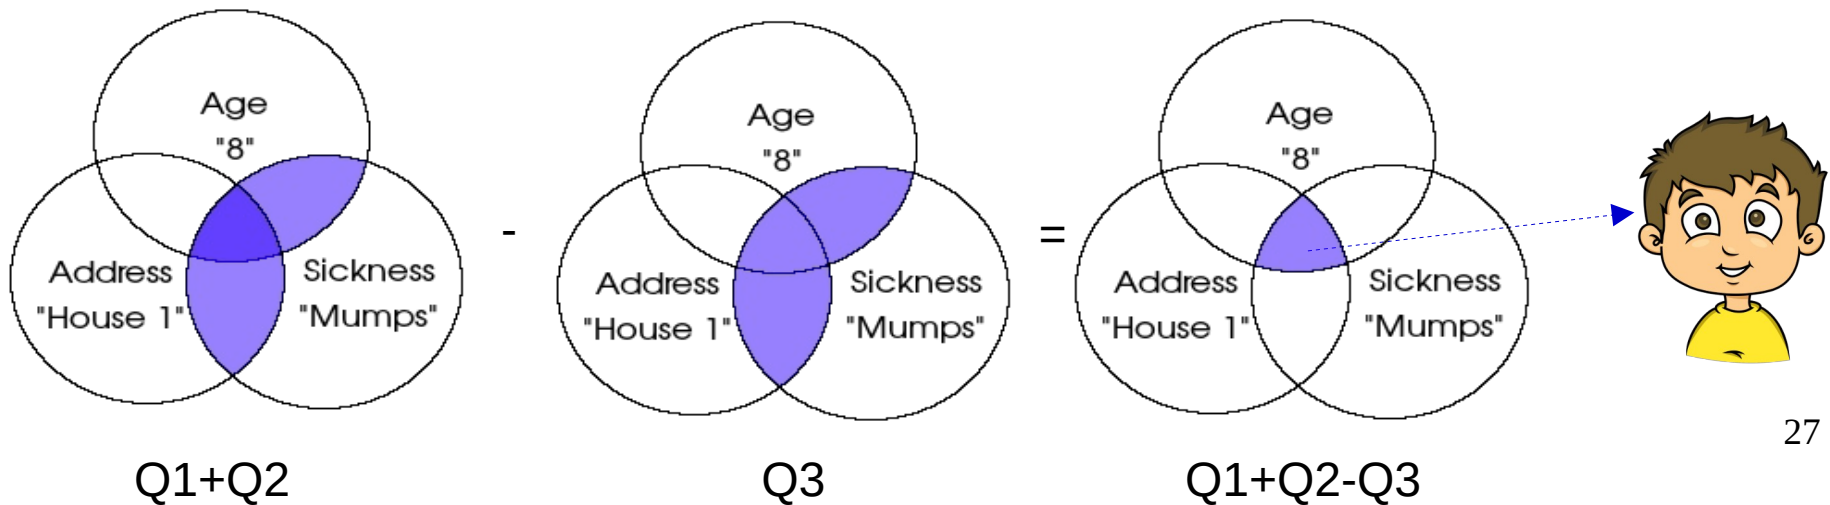 Age
"8"
Address
"House 1"
Sickness
"Mumps"
-
Age
"8"
Address
"House 1"
Sickness
"Mumps"
=
Age
"8"
Address
"House 1"
Sickness
"Mumps"
27
Q1+Q2
Q3
Q1+Q2-Q3